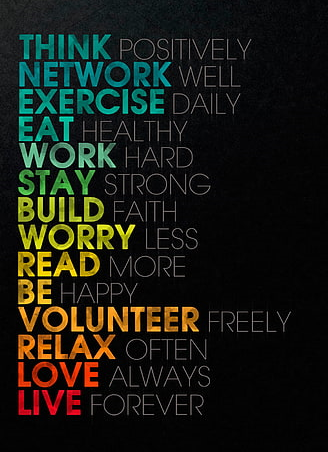 THINK POSITIVELY
NETWORK WELL
EXERCISE DAILY
EAT HEALTHY
WORK HARD
STAY STRONG
BUILD FAITH
WORRY LESS
READ MORE
BE HAPPY
VOLUNTEER FREELY
RELAX OFTEN
LOVE ALWAYS
LIVE FOREVER